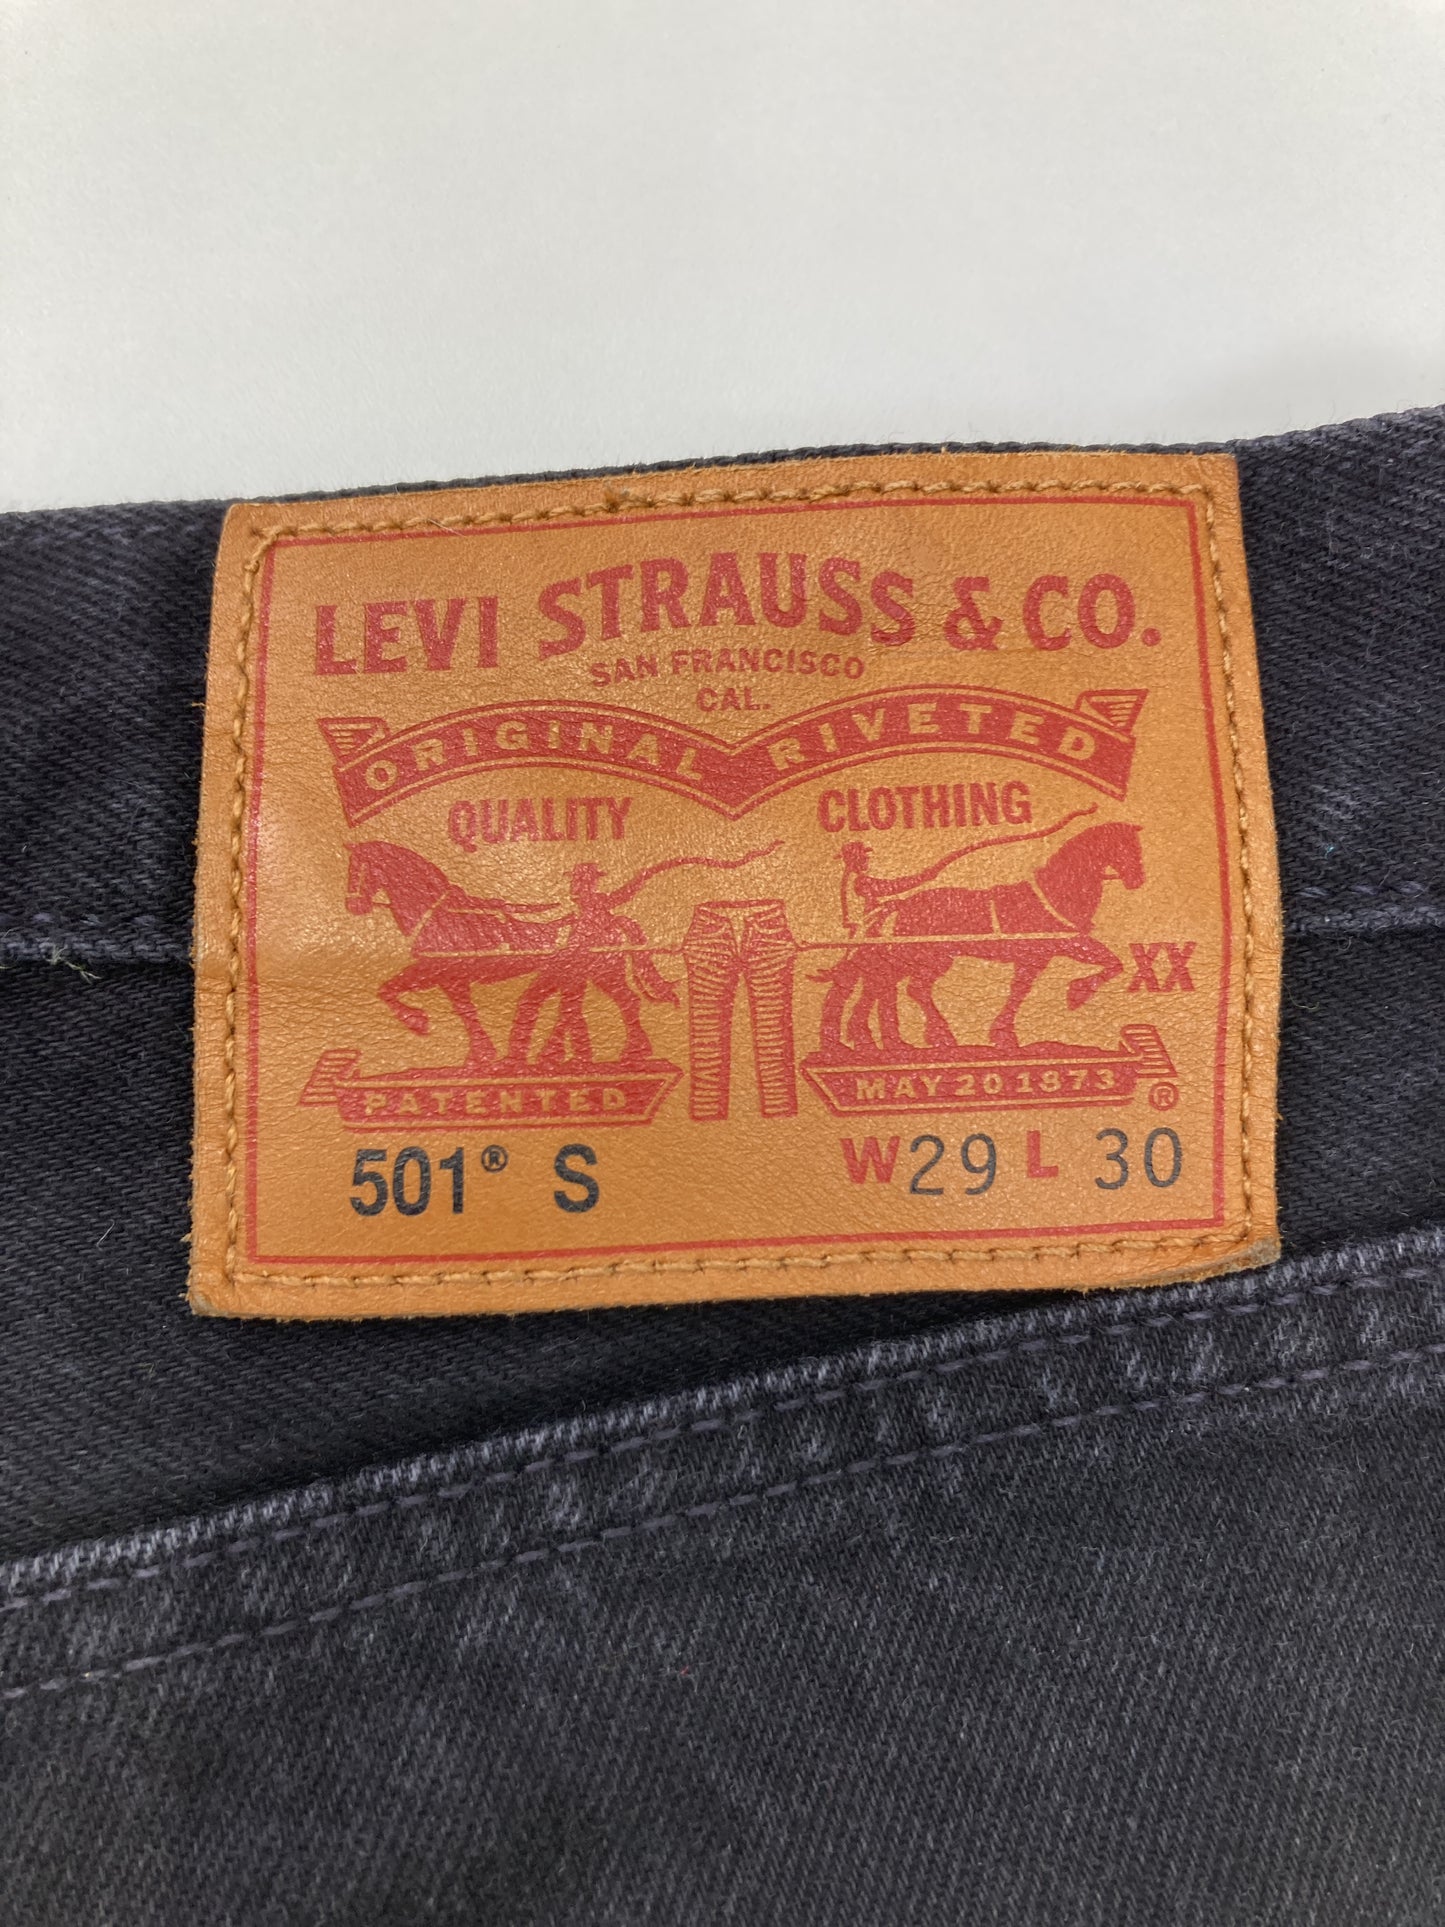 LEVI STRAUSS & CO.
SAN FRANCISCO
CAL.
ORIGINAL RIVETED
QUALITY CLOTHING
XX
PATENTED MAY 20 1873 ®
501® S W29 L 30